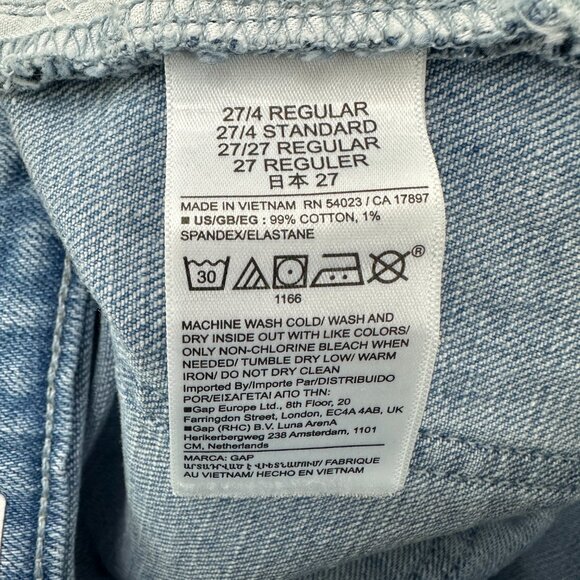 27/4 REGULAR
27/4 STANDARD
27/27 REGULAR
27 REGULER
日本 27
MADE IN VIETNAM RN 54023 / CA 17897
■ US/GB/EG : 99% COTTON, 1%
SPANDEX/ELASTANE
30 ®
1166
MACHINE WASH COLD/ WASH AND
DRY INSIDE OUT WITH LIKE COLORS/
ONLY NON-CHLORINE BLEACH WHEN
NEEDED/ TUMBLE DRY LOW/ WARM
IRON/ DO NOT DRY CLEAN
Imported By/Importe Par/DISTRIBUIDO
POR/ΕΙΣΑΓΕΤΑΙ ΑΠΟ ΤΗΝ:
■Gap Europe Ltd., 8th Floor, 20
Farringdon Street, London, EC4A 4AB, UK
■Gap (RHC) B.V. Luna ArenA
Herikerbergweg 238 Amsterdam, 1101
CM, Netherlands
MARCA: GAP
ԱՐՏԱԴՐՎԱԾ Է ՎԻԵՏՆԱՄՈՒՄ/ FABRIQUE
AU VIETNAM/ HECHO EN VIETNAM